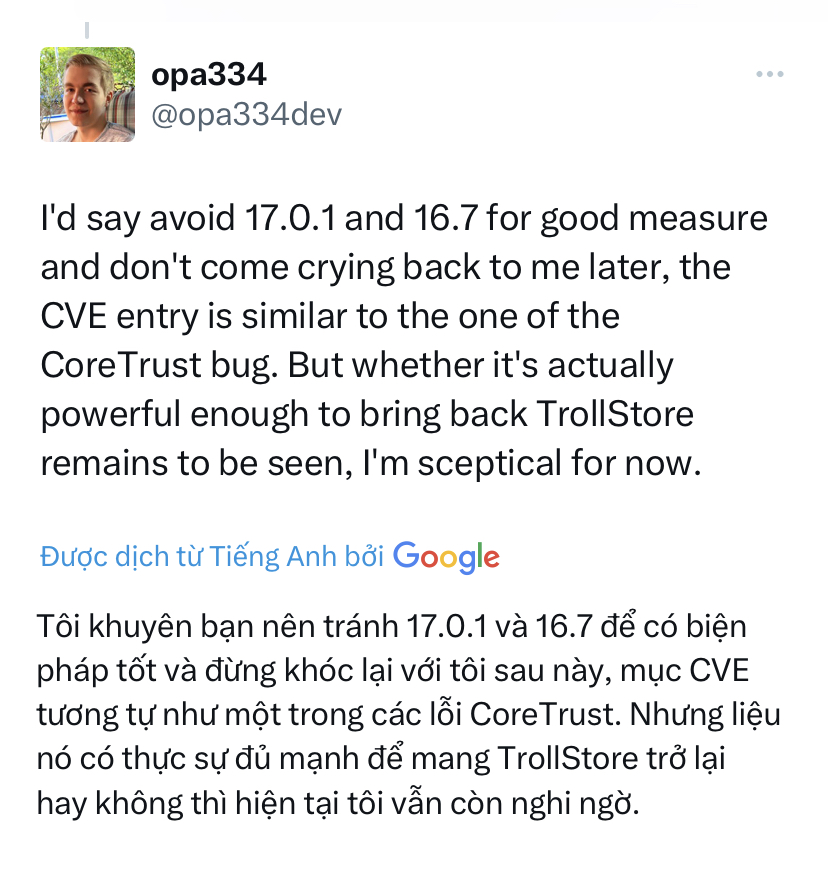 opa334
@opa334dev
I'd say avoid 17.0.1 and 16.7 for good measure
and don't come crying back to me later, the
CVE entry is similar to the one of the
CoreTrust bug. But whether it's actually
powerful enough to bring back TrollStore
remains to be seen, I'm sceptical for now.
Được dịch từ Tiếng Anh bởi Google
Tôi khuyên bạn nên tránh 17.0.1 và 16.7 để có biện
pháp tốt và đừng khóc lại với tôi sau này, mục CVE
tương tự như một trong các lỗi CoreTrust. Nhưng liệu
nó có thực sự đủ mạnh để mang TrollStore trở lại
hay không thì hiện tại tôi vẫn còn nghi ngờ.